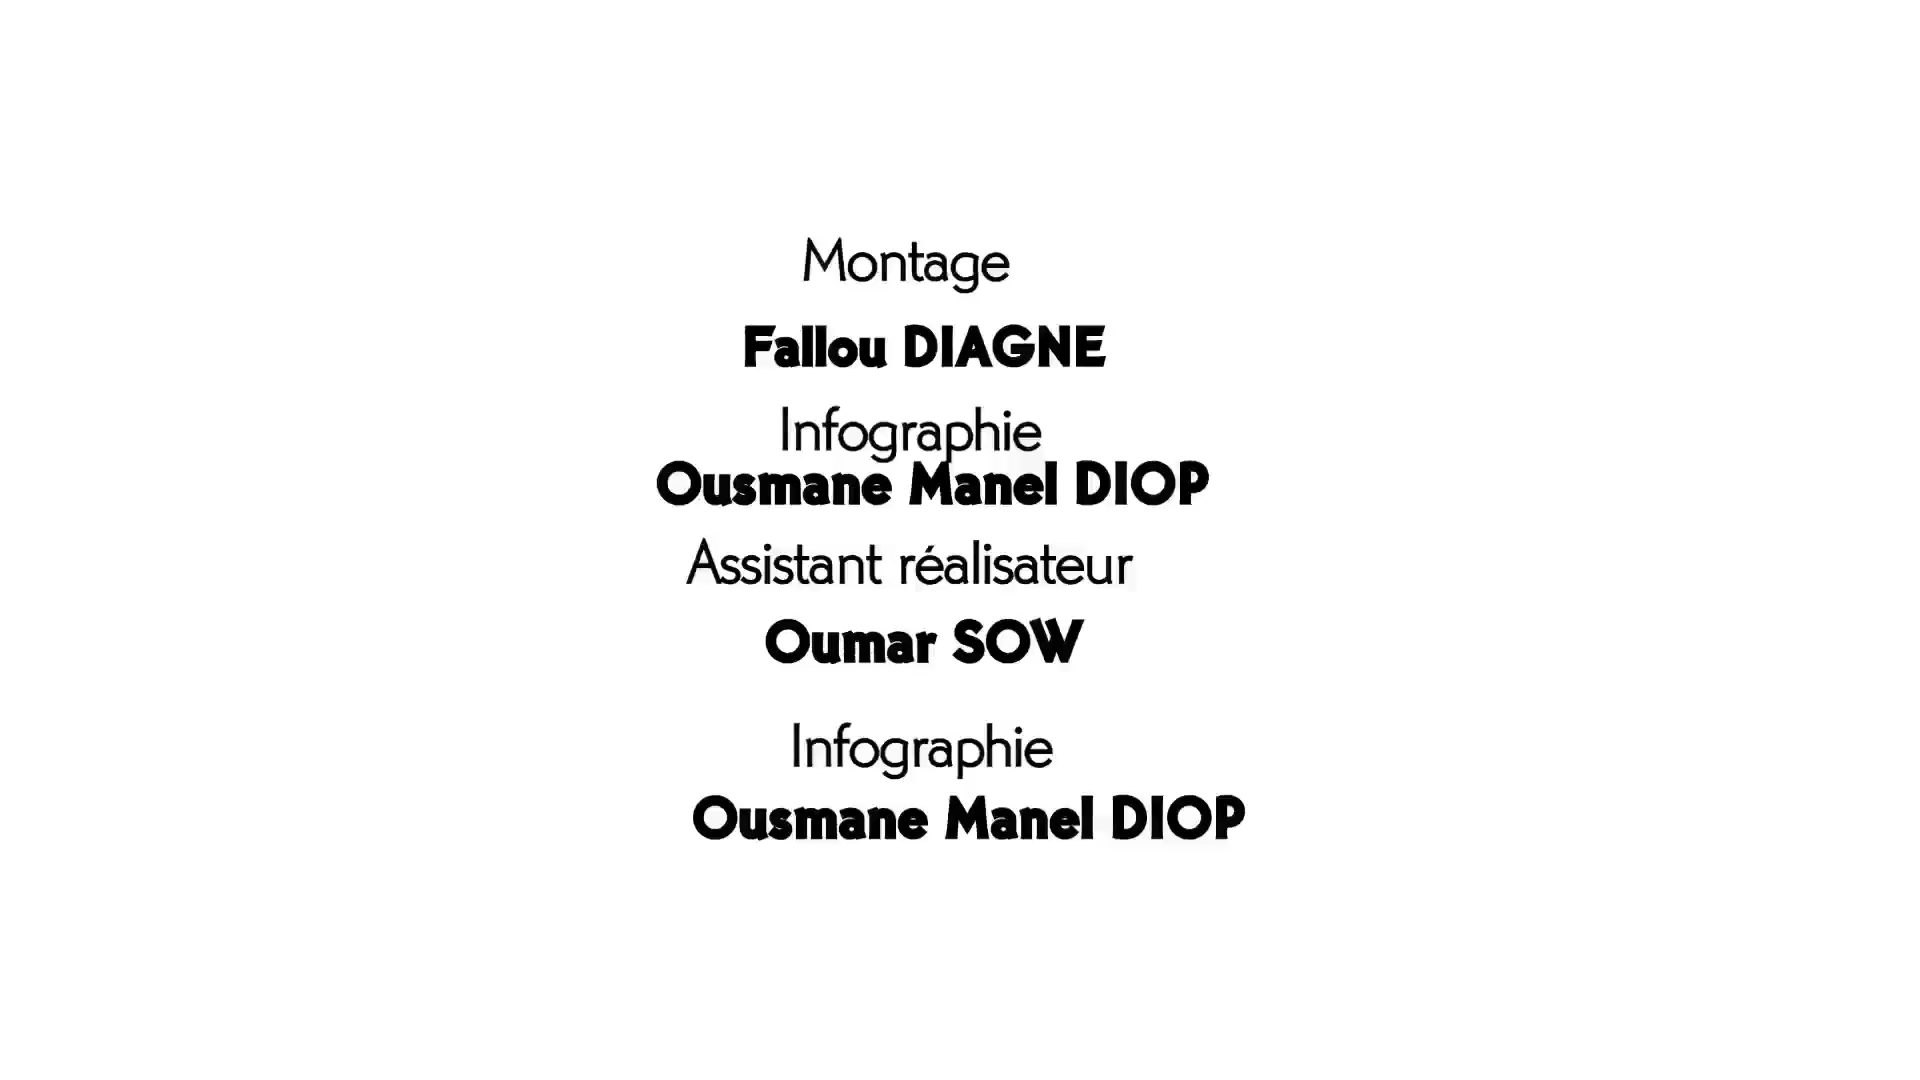 Montage
Fallou DIAGNE
Infographie
Ousmane Manel DIOP
Assistant réalisateur
Oumar SOW
Infographie
Ousmane Manel DIOP